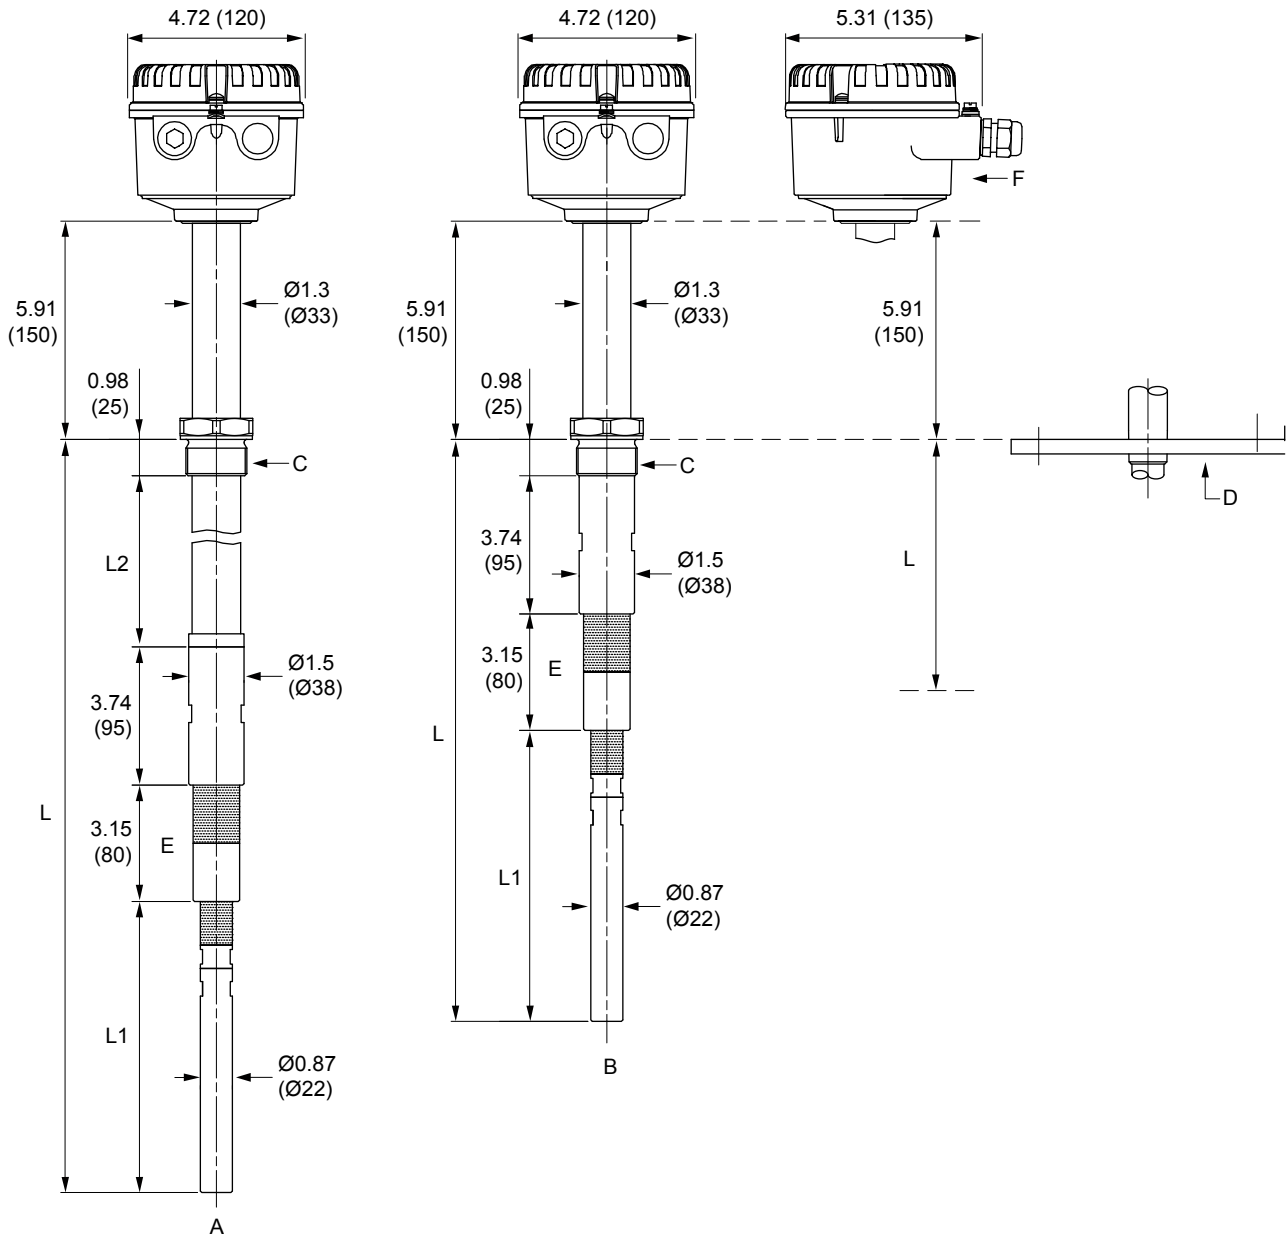 4.72 (120)
4.72 (120)
5.31 (135)
F
Ø1.3
(Ø33)
5.91
(150)
0.98
(25)
C
L2
Ø1.5
(Ø38)
3.74
(95)
L
3.15
(80)
E
L1
Ø0.87
(Ø22)
A
Ø1.3
(Ø33)
5.91
(150)
0.98
(25)
C
3.74
(95)
Ø1.5
(Ø38)
3.15
(80)
E
L
L1
Ø0.87
(Ø22)
B
5.91
(150)
L
D